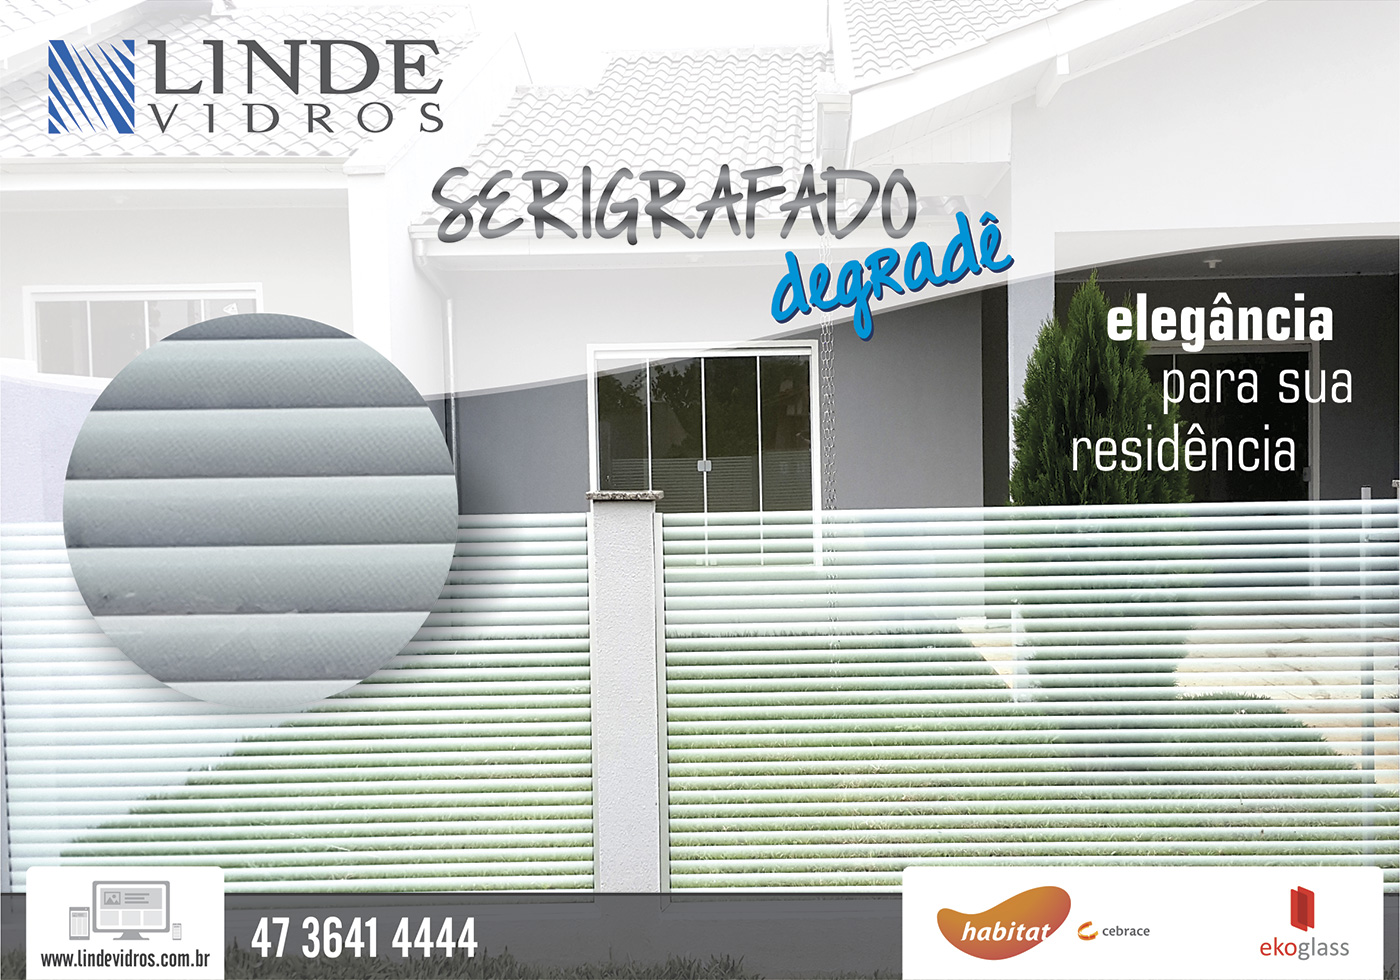 LINDE
VIDROS
SERIGRAFADO
degradê
elegância
para sua
residência
www.lindevidros.com.br
47 3641 4444
habitat
cebrace
ekoglass